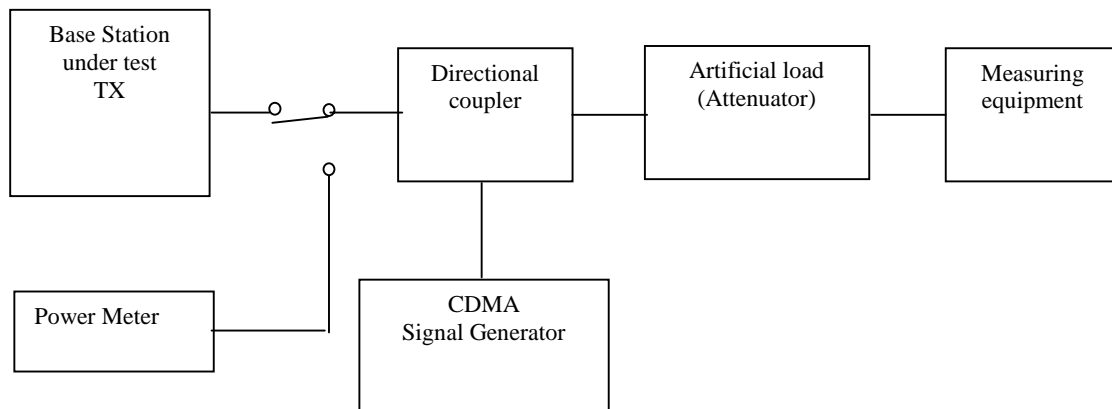 Base Station
under test
TX
Directional
coupler
Artificial load
(Attenuator)
Measuring
equipment
Power Meter
CDMA
Signal Generator